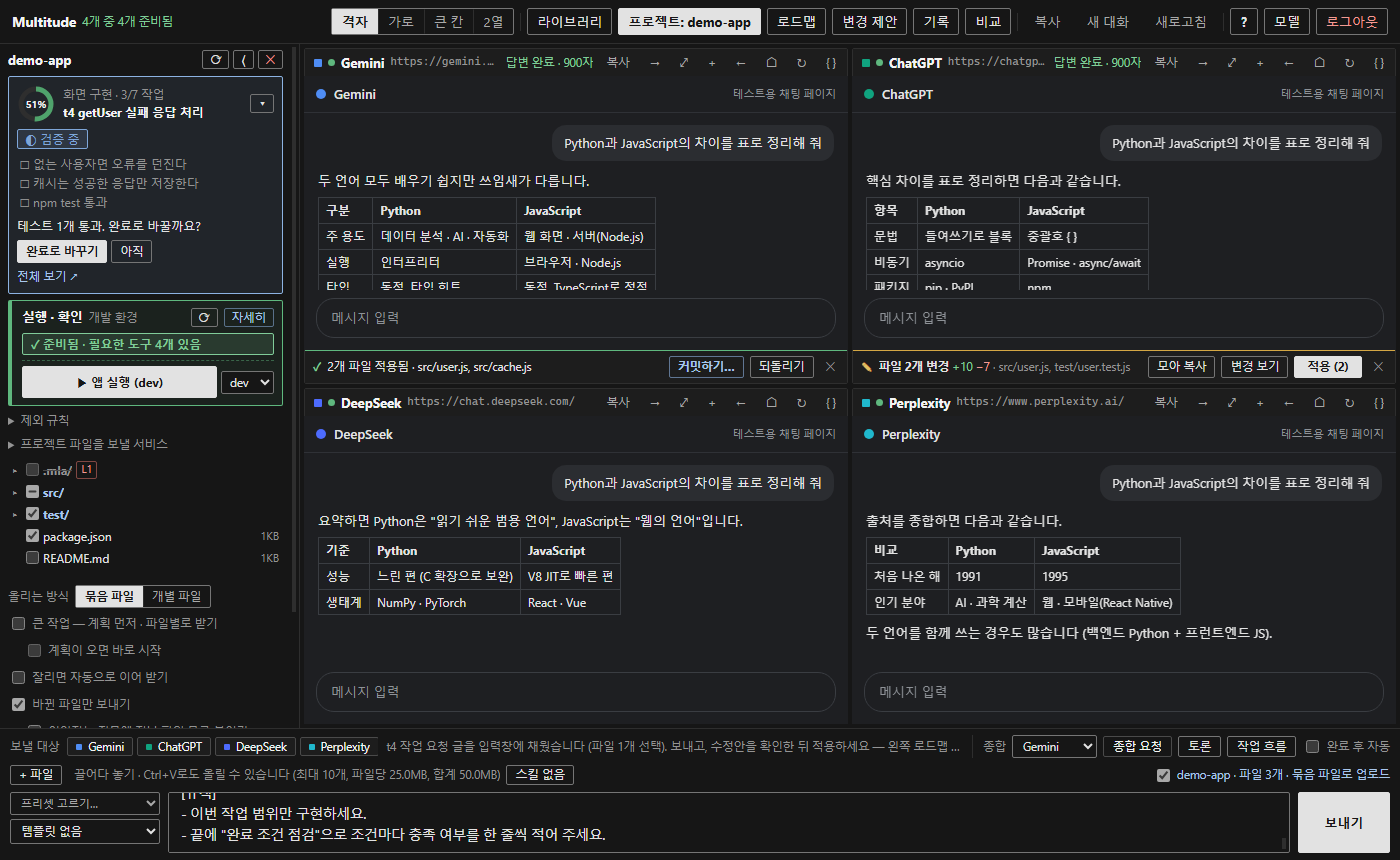 Multitude 4개 중 4개 준비됨
격자 가로 큰 칸 2열 라이브러리 프로젝트: demo-app 로드맵 변경 제안 기록 비교 복사 새 대화 새로고침 ? 모델 로그아웃
demo-app
51% 화면 구현 · 3/7 작업
t4 getUser 실패 응답 처리
검증 중
없는 사용자면 오류를 던진다
캐시는 성공한 응답만 저장한다
npm test 통과
테스트 1개 통과. 완료로 바꿀까요?
완료로 바꾸기 아직
전체 보기 ↗
실행 · 확인 개발 환경 자세히
✓ 준비됨 · 필요한 도구 4개 있음
▶ 앱 실행 (dev) dev
제외 규칙
프로젝트 파일을 보낼 서비스
.mla/ L1
src/
test/
package.json 1KB
README.md 1KB
올리는 방식 묶음 파일 개별 파일
큰 작업 — 계획 먼저 · 파일별로 받기
계획이 오면 바로 시작
잘리면 자동으로 이어 받기
바뀐 파일만 보내기
Gemini https://gemini.… 답변 완료 · 900자 복사 → ⤢ + ← ↻ { }
Gemini 테스트용 채팅 페이지
Python과 JavaScript의 차이를 표로 정리해 줘
두 언어 모두 배우기 쉽지만 쓰임새가 다릅니다.
구분 Python JavaScript
주 용도 데이터 분석 · AI · 자동화 웹 화면 · 서버(Node.js)
실행 인터프리터 브라우저 · Node.js
타입 동적, 타입 힌트 동적, TypeScript로 정적
메시지 입력
✓ 2개 파일 적용됨 · src/user.js, src/cache.js 커밋하기... 되돌리기 ✕
ChatGPT https://chatgp… 답변 완료 · 900자 복사 → ⤢ + ← ↻ { }
ChatGPT 테스트용 채팅 페이지
Python과 JavaScript의 차이를 표로 정리해 줘
핵심 차이를 표로 정리하면 다음과 같습니다.
항목 Python JavaScript
문법 들여쓰기로 블록 중괄호 { }
비동기 asyncio Promise · async/await
패키지 pip · PyPI npm
메시지 입력
파일 2개 변경 +10 −7 · src/user.js, test/user.test.js 모아 복사 변경 보기 적용 (2) ✕
DeepSeek https://chat.deepseek.com/ 복사 → ⤢ + ← ↻ { }
DeepSeek 테스트용 채팅 페이지
Python과 JavaScript의 차이를 표로 정리해 줘
요약하면 Python은 "읽기 쉬운 범용 언어", JavaScript는 "웹의 언어"입니다.
기준 Python JavaScript
성능 느린 편 (C 확장으로 보완) V8 JIT로 빠른 편
생태계 NumPy · PyTorch React · Vue
메시지 입력
Perplexity https://www.perplexity.ai/ 복사 → ⤢ + ← ↻ { }
Perplexity 테스트용 채팅 페이지
Python과 JavaScript의 차이를 표로 정리해 줘
출처를 종합하면 다음과 같습니다.
비교 Python JavaScript
처음 나온 해 1991 1995
인기 분야 AI · 과학 계산 웹 · 모바일(React Native)
두 언어를 함께 쓰는 경우도 많습니다 (백엔드 Python + 프런트엔드 JS).
메시지 입력
보낼 대상 Gemini ChatGPT DeepSeek Perplexity t4 작업 요청 글을 입력창에 채웠습니다 (파일 1개 선택). 보내고, 수정안을 확인한 뒤 적용하세요 — 왼쪽 로드맵 ... 종합 Gemini 종합 요청 토론 작업 흐름 완료 후 자동
+ 파일 끌어다 놓기 · Ctrl+V로도 올릴 수 있습니다 (최대 10개, 파일당 25.0MB, 합계 50.0MB) 스킬 없음 demo-app · 파일 3개 · 묶음 파일로 업로드
프리셋 고르기...
템플릿 없음
- 이번 작업 범위만 구현하세요.
- 끝에 "완료 조건 점검"으로 조건마다 충족 여부를 한 줄씩 적어 주세요.
보내기